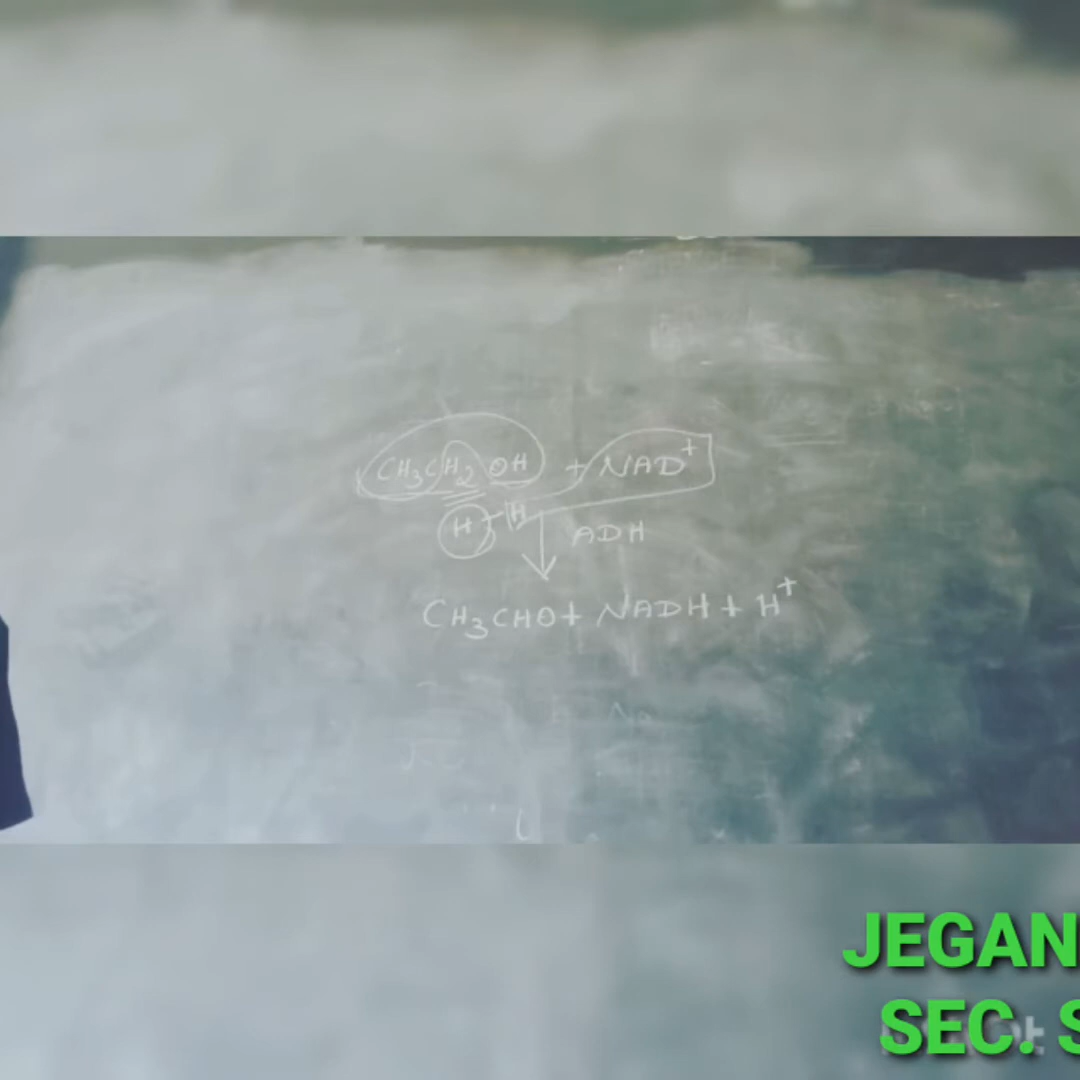 CH3CH2OH + NAD+
H H
ADH
CH3CHO + NADH + H+
JEGAN
SEC. S